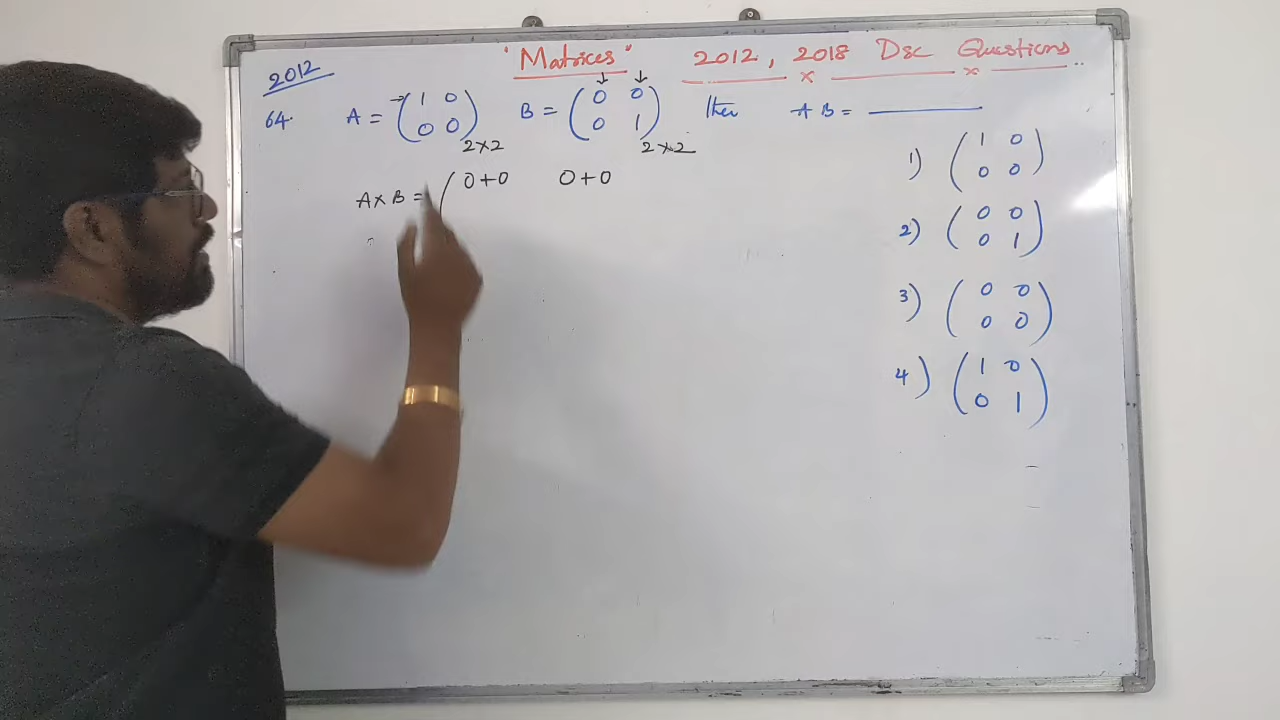 "Matrices" 2012, 2018 Dsc Questions
2012
64. A = (1 0 0 0) 2×2 B = (0 0 0 1) 2×2 then AB = ______
A×B = ( 0+0 0+0
1) (1 0 0 0)
2) (0 0 0 1)
3) (0 0 0 0)
4) (1 0 0 1)